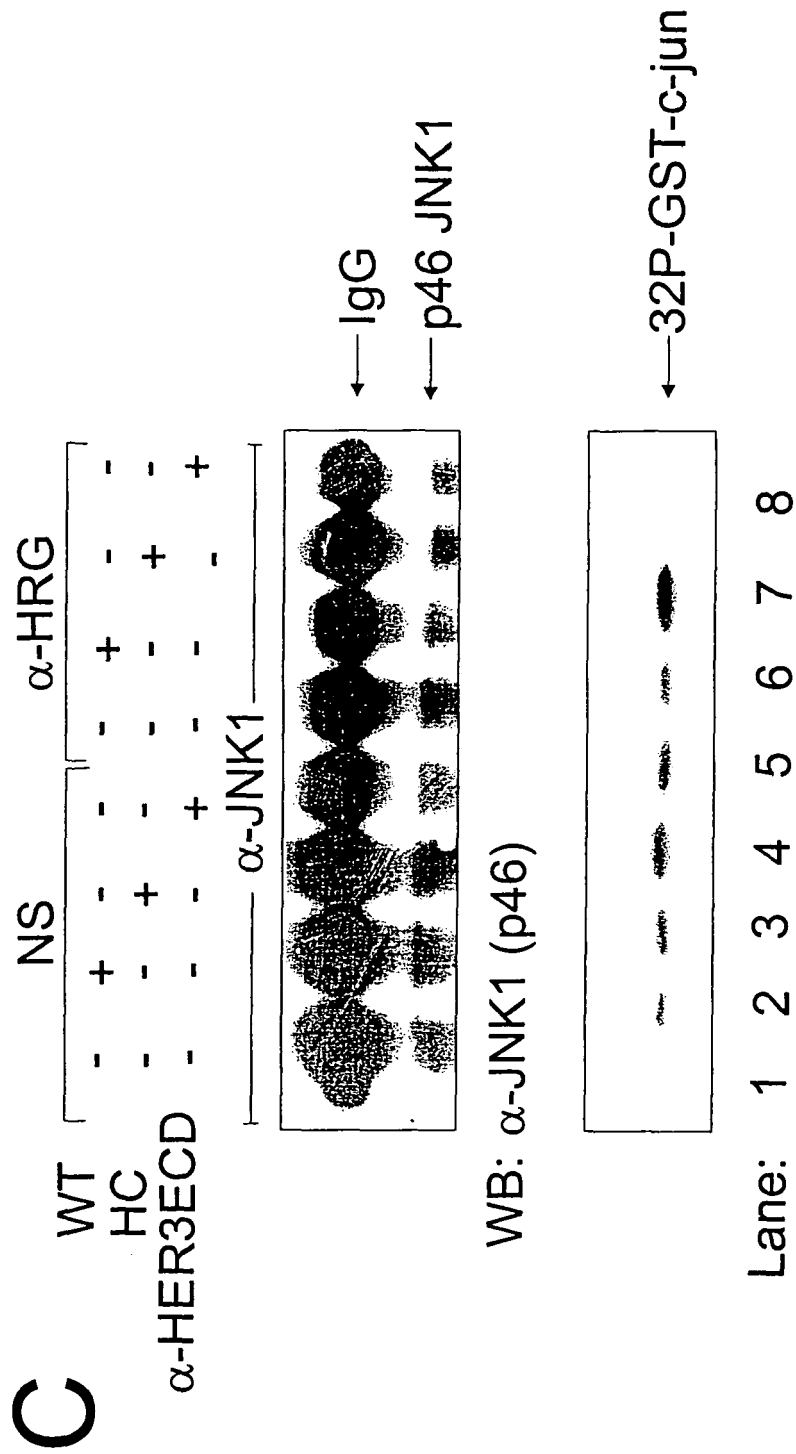 C
NS α-HRG
WT - + - - - + - -
HC - - + - - - + -
α-HER3ECD - - - + - - - +
α-JNK1
IgG
p46 JNK1
WB: α-JNK1 (p46)
32P-GST-c-jun
Lane: 1 2 3 4 5 6 7 8